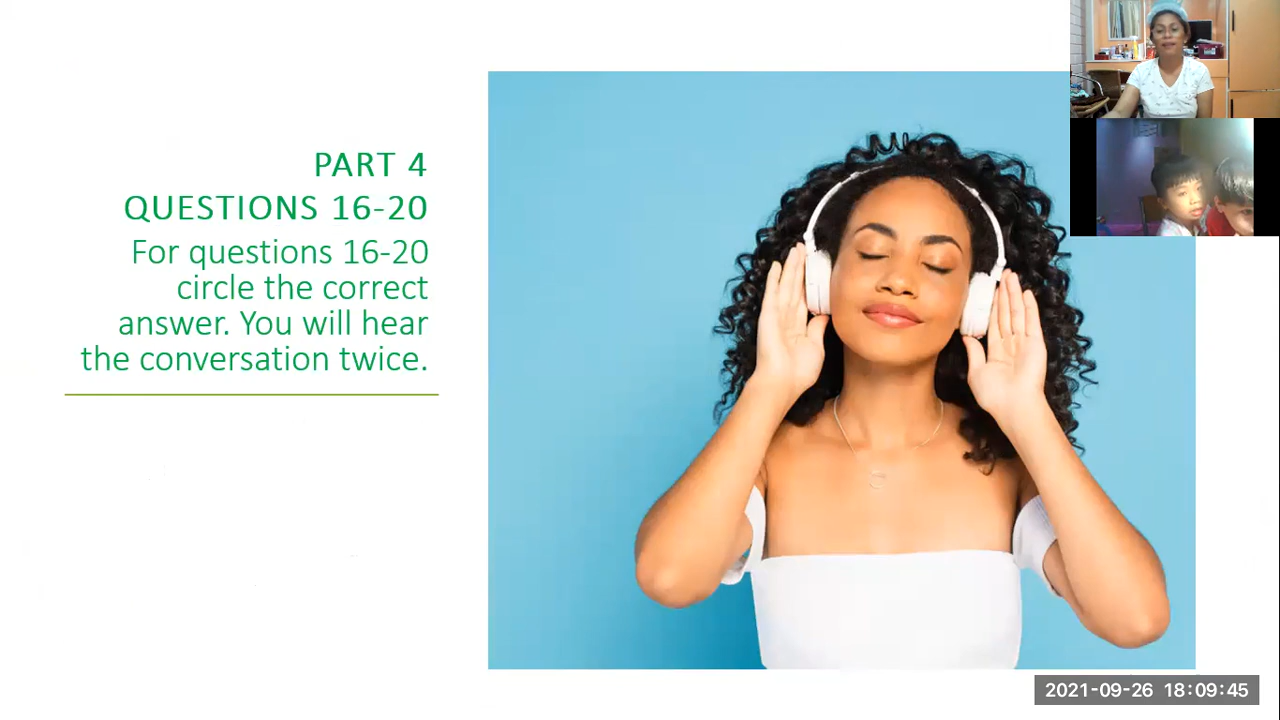 PART 4
QUESTIONS 16-20
For questions 16-20
circle the correct
answer. You will hear
the conversation twice.
2021-09-26 18:09:45